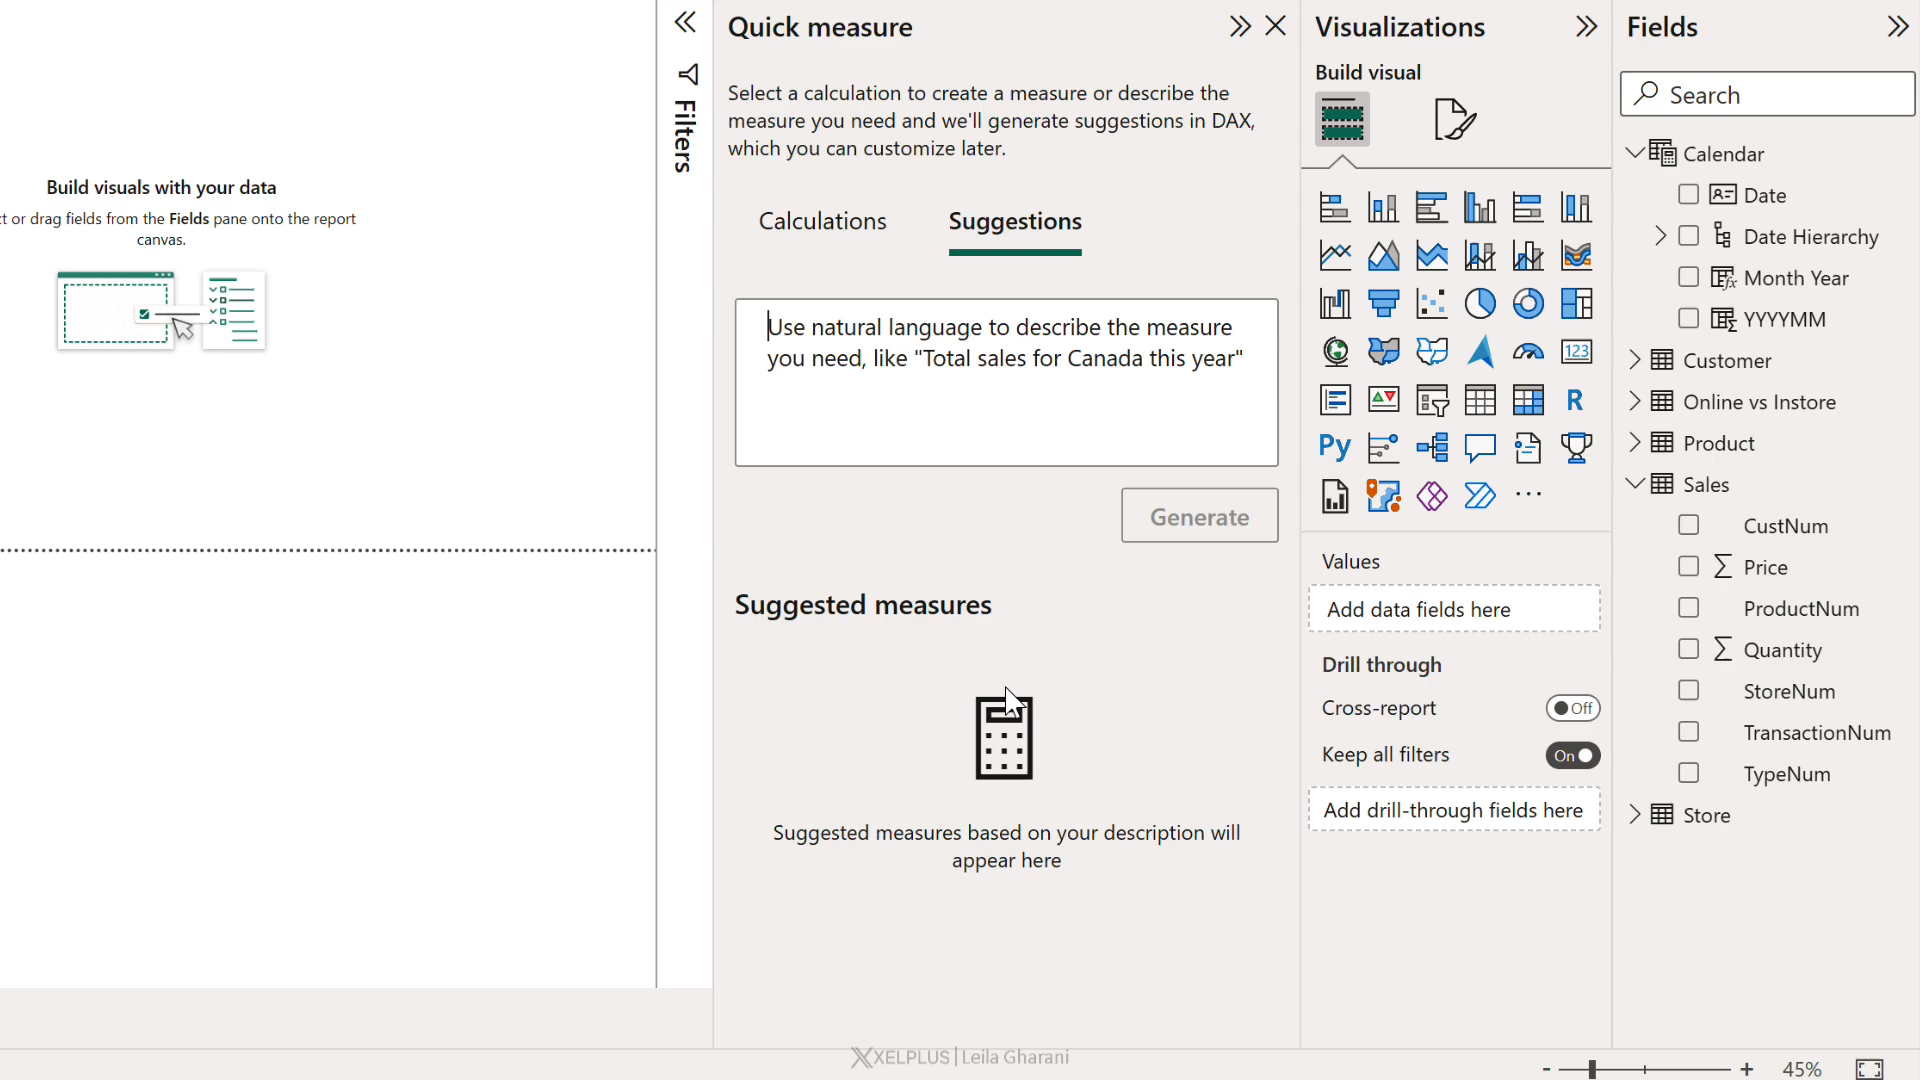 Build visuals with your data
ct or drag fields from the Fields pane onto the report
canvas.
Filters
Quick measure
Select a calculation to create a measure or describe the
measure you need and we'll generate suggestions in DAX,
which you can customize later.
Calculations
Suggestions
Use natural language to describe the measure
you need, like "Total sales for Canada this year"
Generate
Suggested measures
Suggested measures based on your description will
appear here
XELPLUS | Leila Gharani
Visualizations
Build visual
123
R
Py
Values
Add data fields here
Drill through
Cross-report
Off
Keep all filters
On
Add drill-through fields here
Fields
Search
Calendar
Date
Date Hierarchy
Month Year
YYYYMM
Customer
Online vs Instore
Product
Sales
CustNum
Price
ProductNum
Quantity
StoreNum
TransactionNum
TypeNum
Store
- + 45%